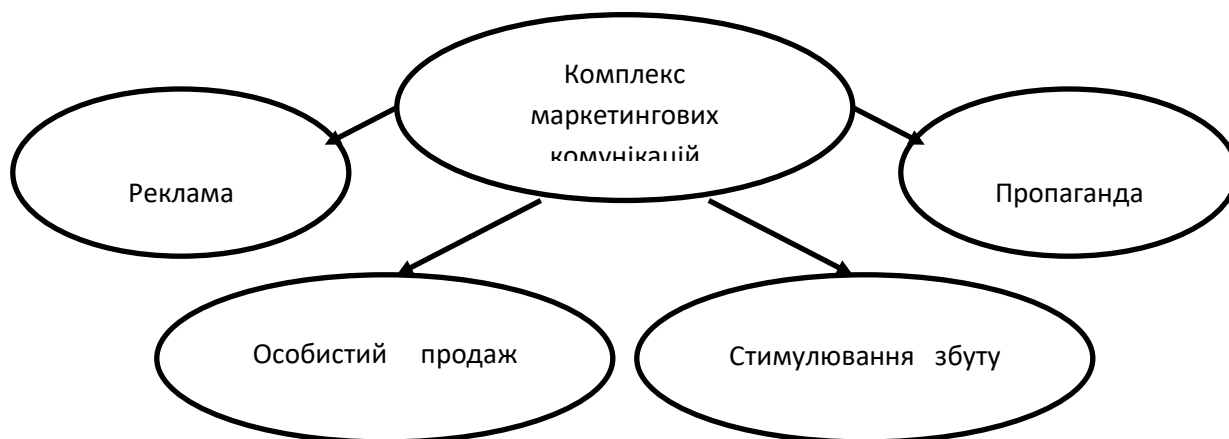 Комплекс
маркетингових
комунікацій
Реклама
Пропаганда
Особистий продаж
Стимулювання збуту